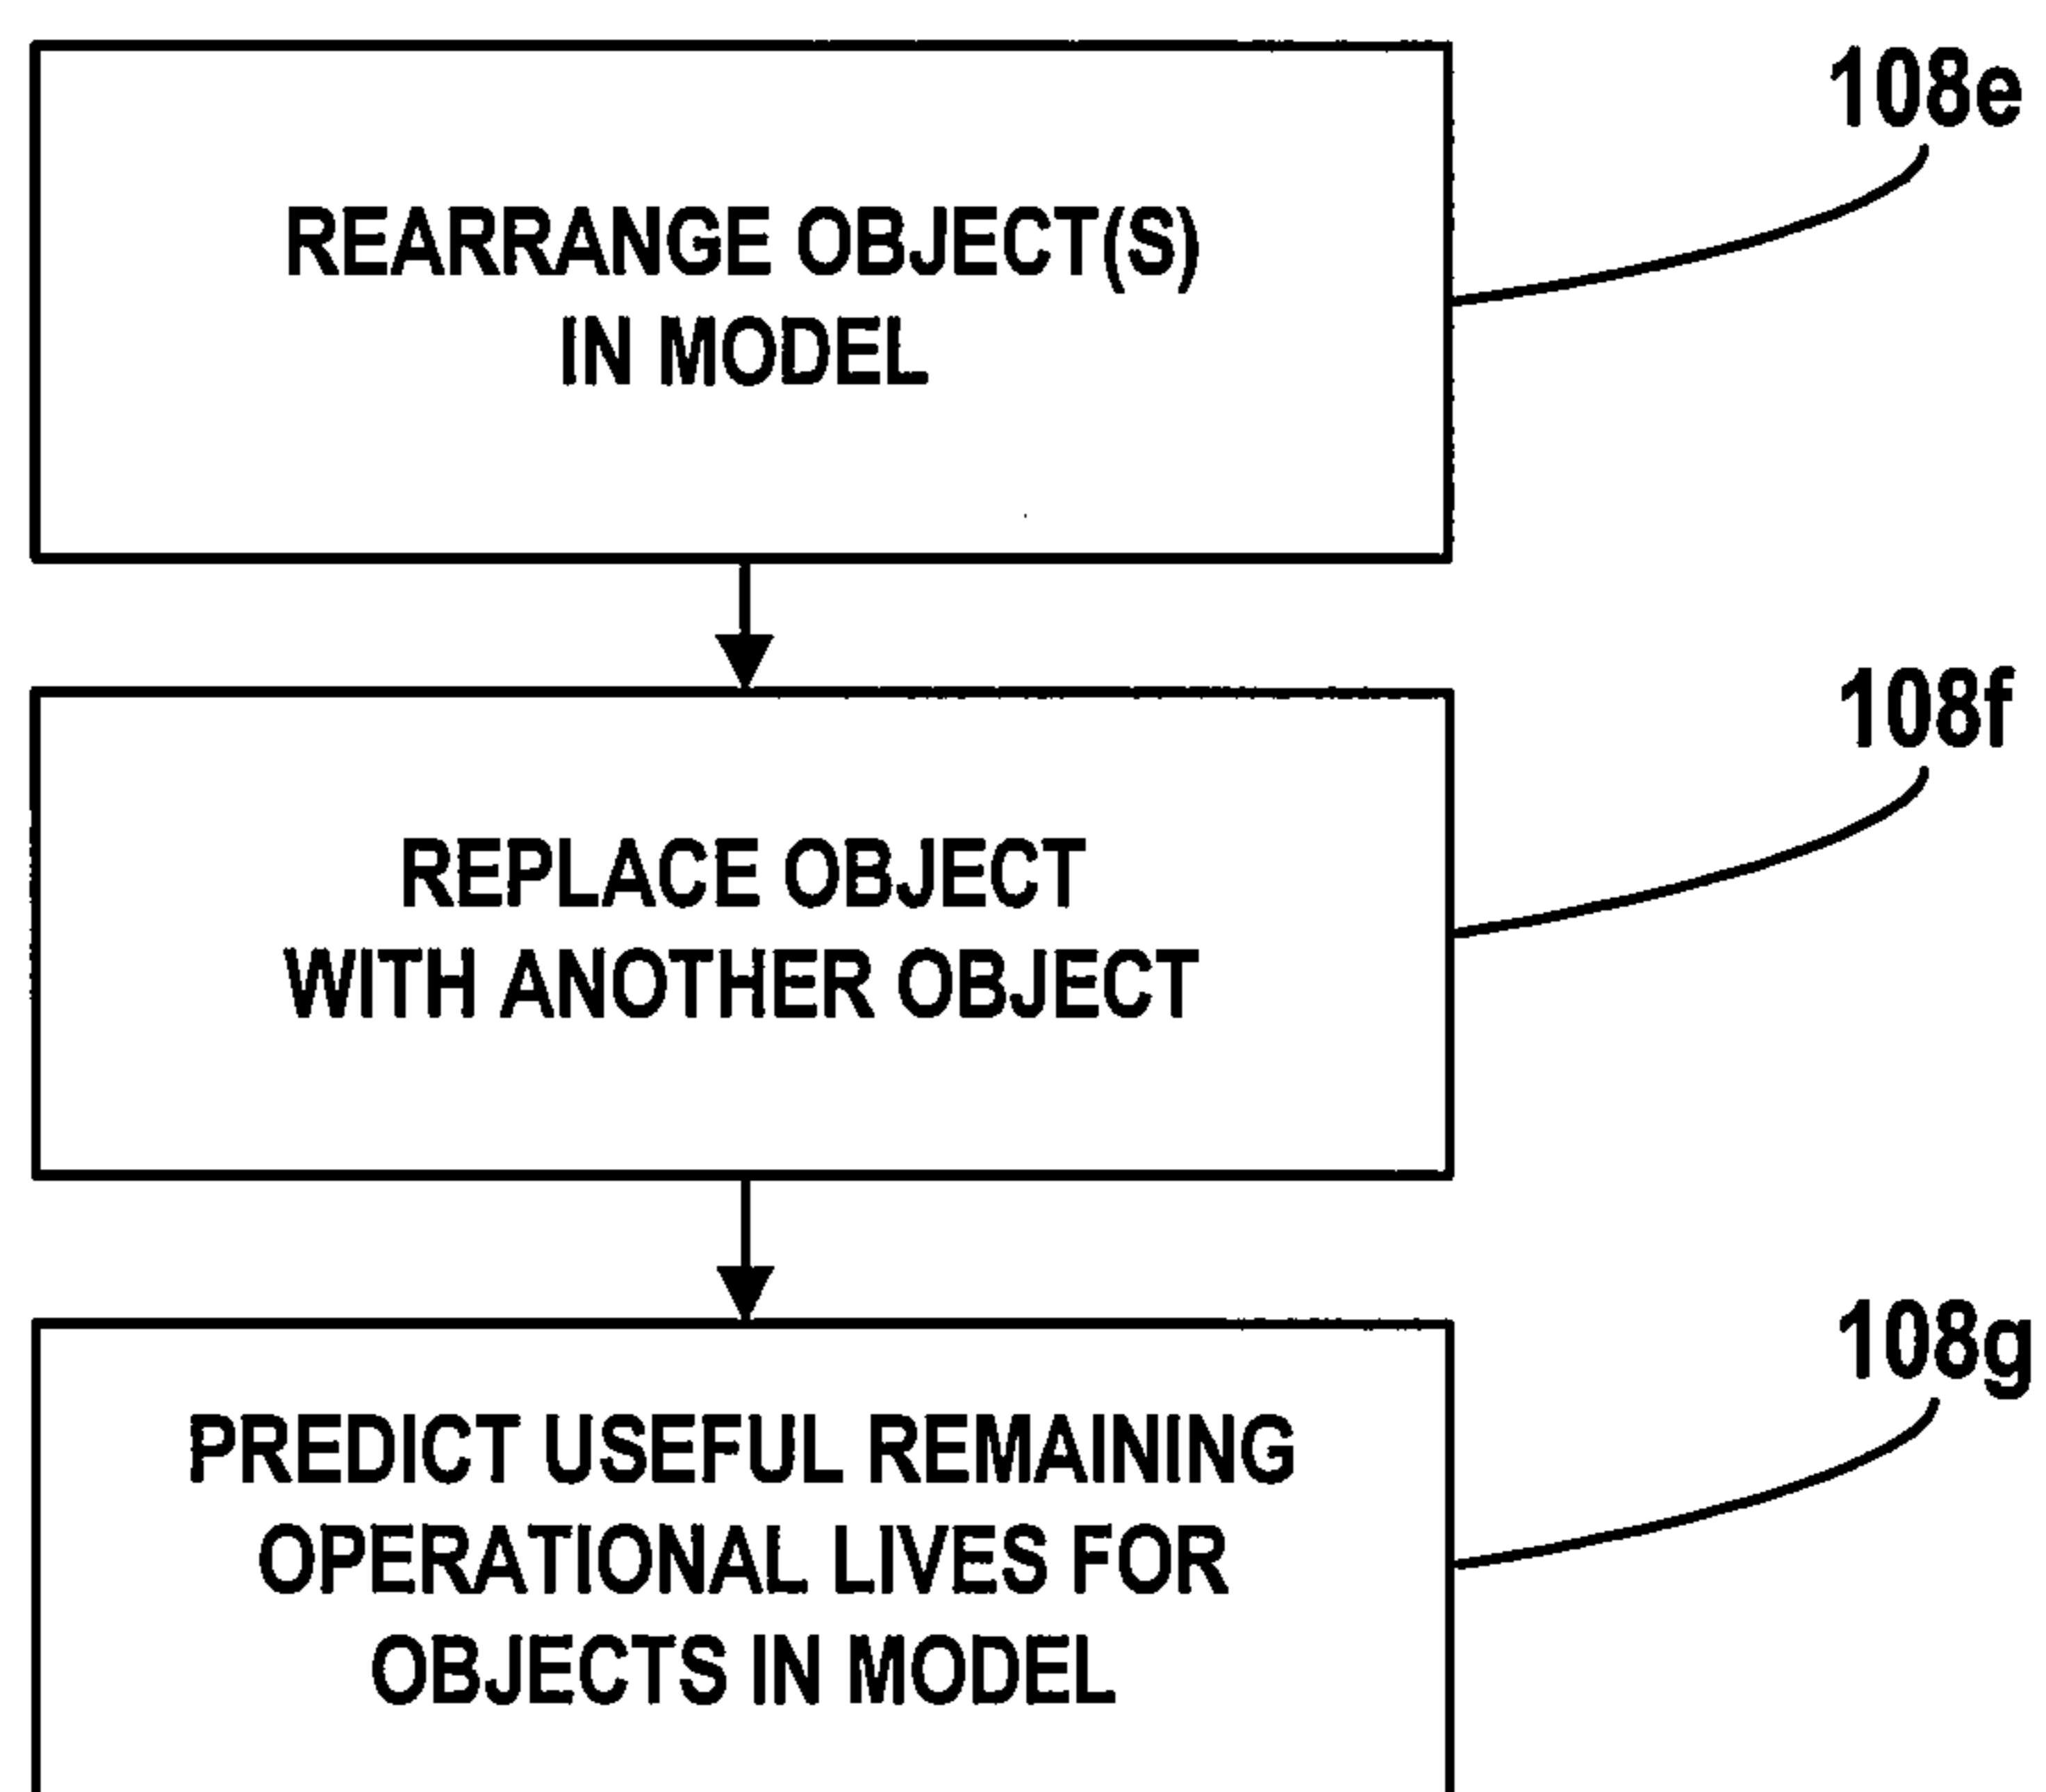 108e
REARRANGE OBJECT(S)
IN MODEL
108f
REPLACE OBJECT
WITH ANOTHER OBJECT
108g
PREDICT USEFUL REMAINING
OPERATIONAL LIVES FOR
OBJECTS IN MODEL